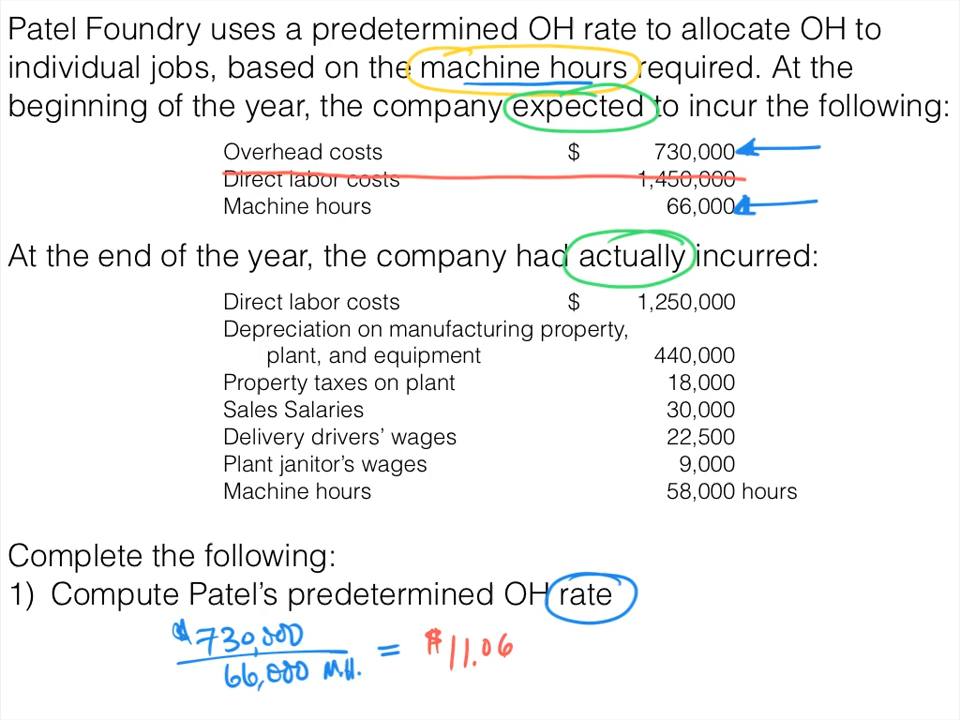 Patel Foundry uses a predetermined OH rate to allocate OH to
individual jobs, based on the machine hours required. At the
beginning of the year, the company expected to incur the following:
Overhead costs $ 730,000
Direct labor costs 1,450,000
Machine hours 66,000
At the end of the year, the company had actually incurred:
Direct labor costs $ 1,250,000
Depreciation on manufacturing property,
plant, and equipment 440,000
Property taxes on plant 18,000
Sales Salaries 30,000
Delivery drivers' wages 22,500
Plant janitor's wages 9,000
Machine hours 58,000 hours
Complete the following:
1) Compute Patel's predetermined OH rate
$730,000
= $11.06
66,000 M.H.